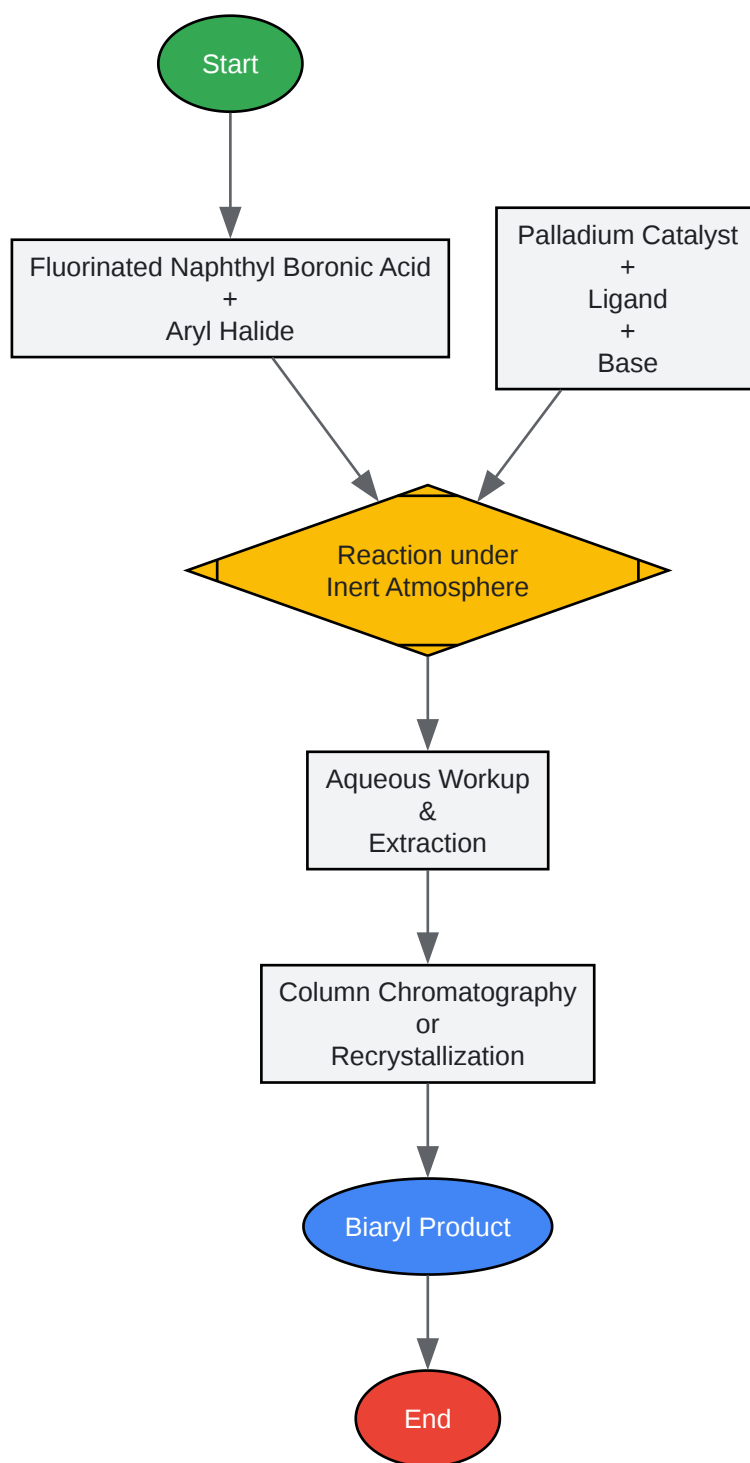 Start
Fluorinated Naphthyl Boronic Acid
+
Aryl Halide
Palladium Catalyst
+
Ligand
+
Base
Reaction under
Inert Atmosphere
Aqueous Workup
&
Extraction
Column Chromatography
or
Recrystallization
Biaryl Product
End